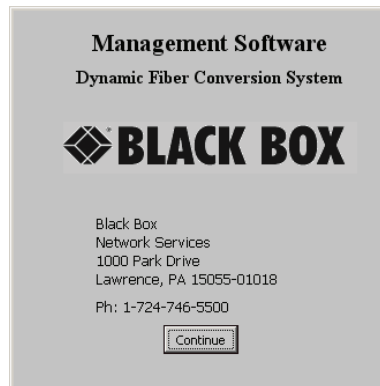 Management Software
Dynamic Fiber Conversion System
BLACK BOX
Black Box
Network Services
1000 Park Drive
Lawrence, PA 15055-01018
Ph: 1-724-746-5500
Continue